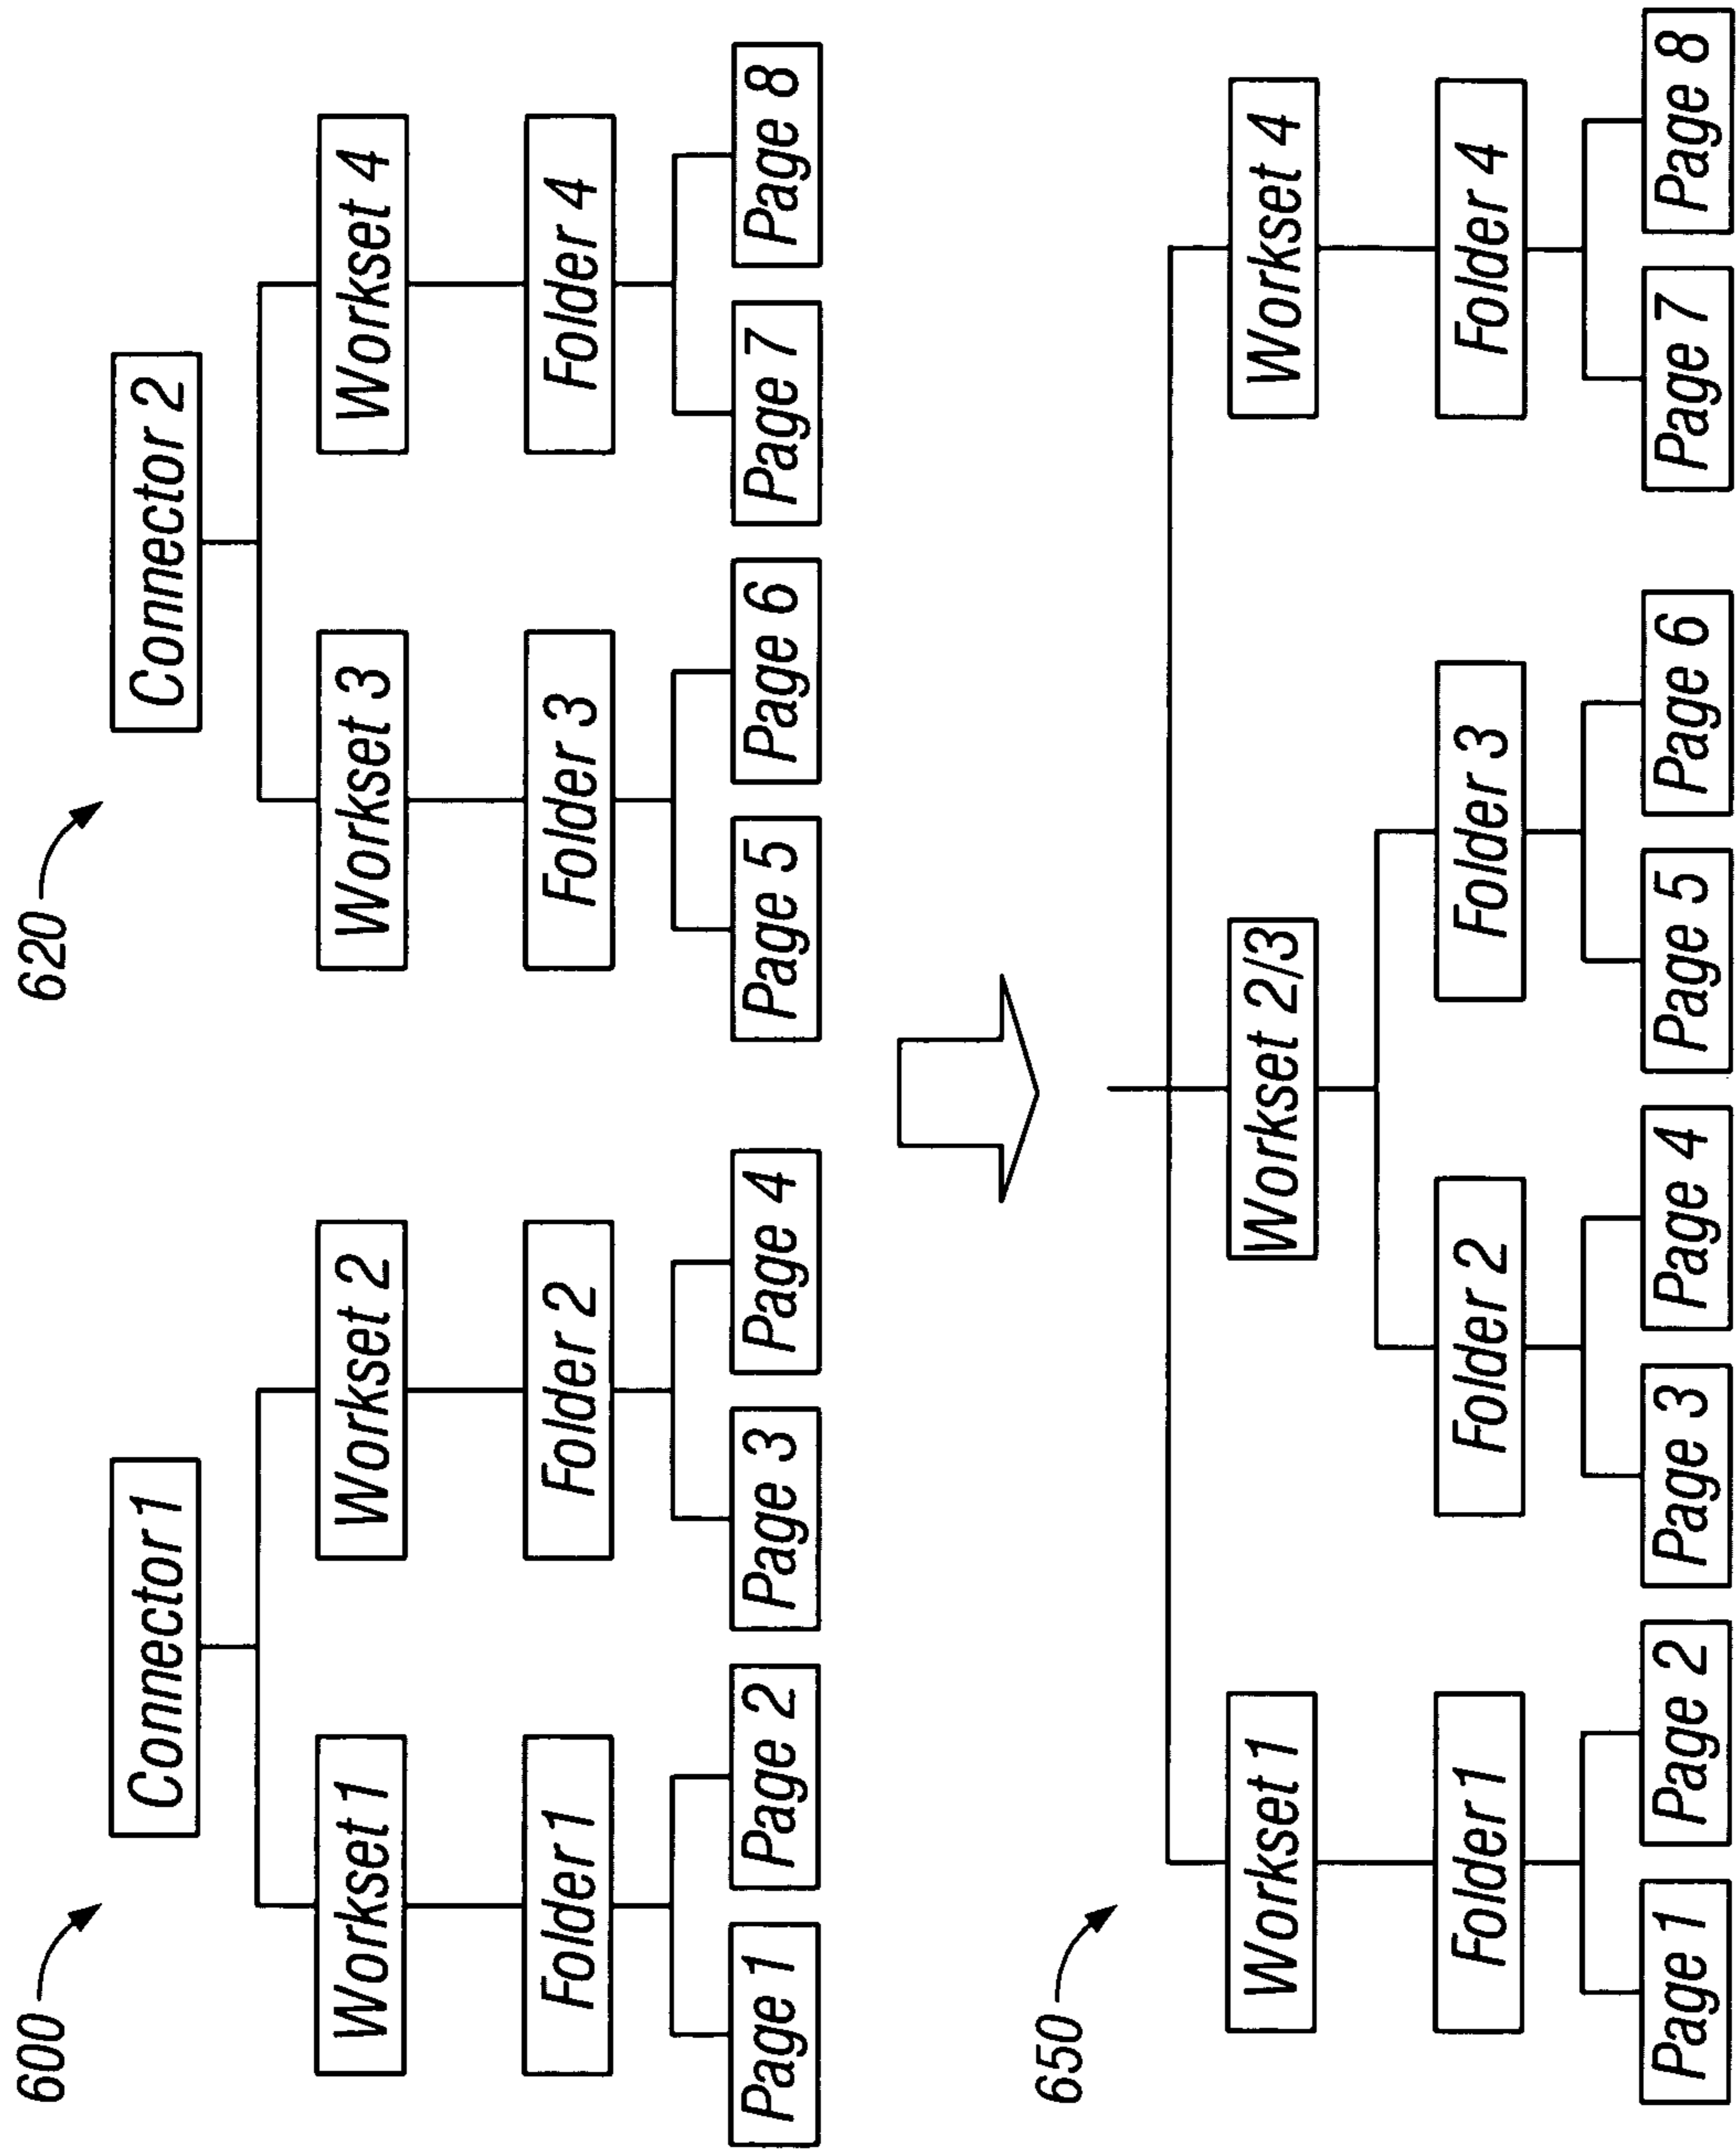 600
620
Connector 1
Connector 2
Workset 1
Workset 2
Workset 3
Workset 4
Folder 1
Folder 2
Folder 3
Folder 4
Page 1
Page 2
Page 3
Page 4
Page 5
Page 6
Page 7
Page 8
650
Workset 1
Workset 2/3
Workset 4
Folder 1
Folder 2
Folder 3
Folder 4
Page 1
Page 2
Page 3
Page 4
Page 5
Page 6
Page 7
Page 8